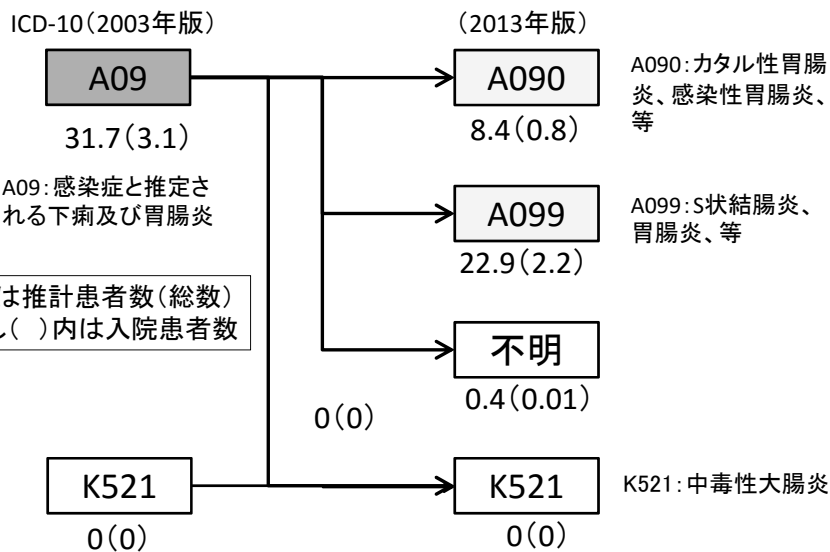 ICD-10(2003年版)
(2013年版)
A09
31.7(3.1)
A09:感染症と推定さ
れる下痢及び胃腸炎
A090
8.4(0.8)
A090:カタル性胃腸
炎、感染性胃腸炎、
等
A099
22.9(2.2)
A099:S状結腸炎、
胃腸炎、等
は推計患者数(総数)
し( )内は入院患者数
不明
0.4(0.01)
0(0)
K521
0(0)
K521
0(0)
K521:中毒性大腸炎